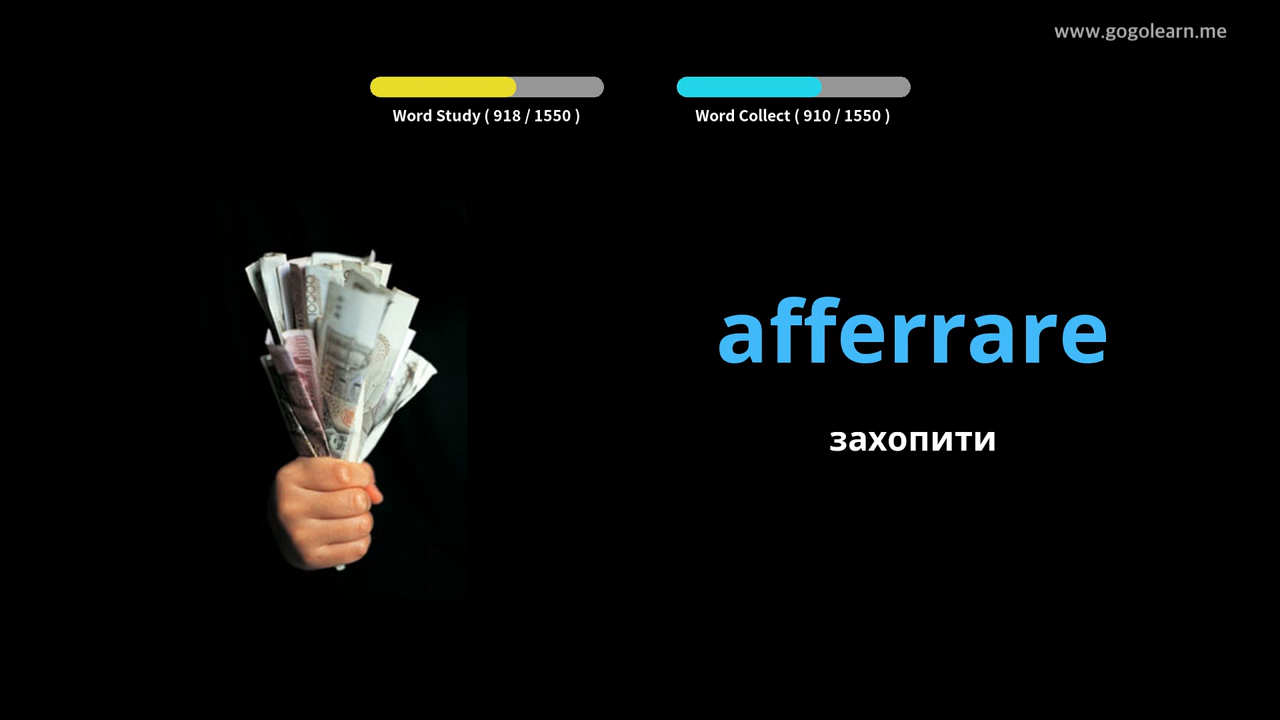 www.gogolearn.me
Word Study ( 918 / 1550 )
Word Collect ( 910 / 1550 )
afferrare
захопити